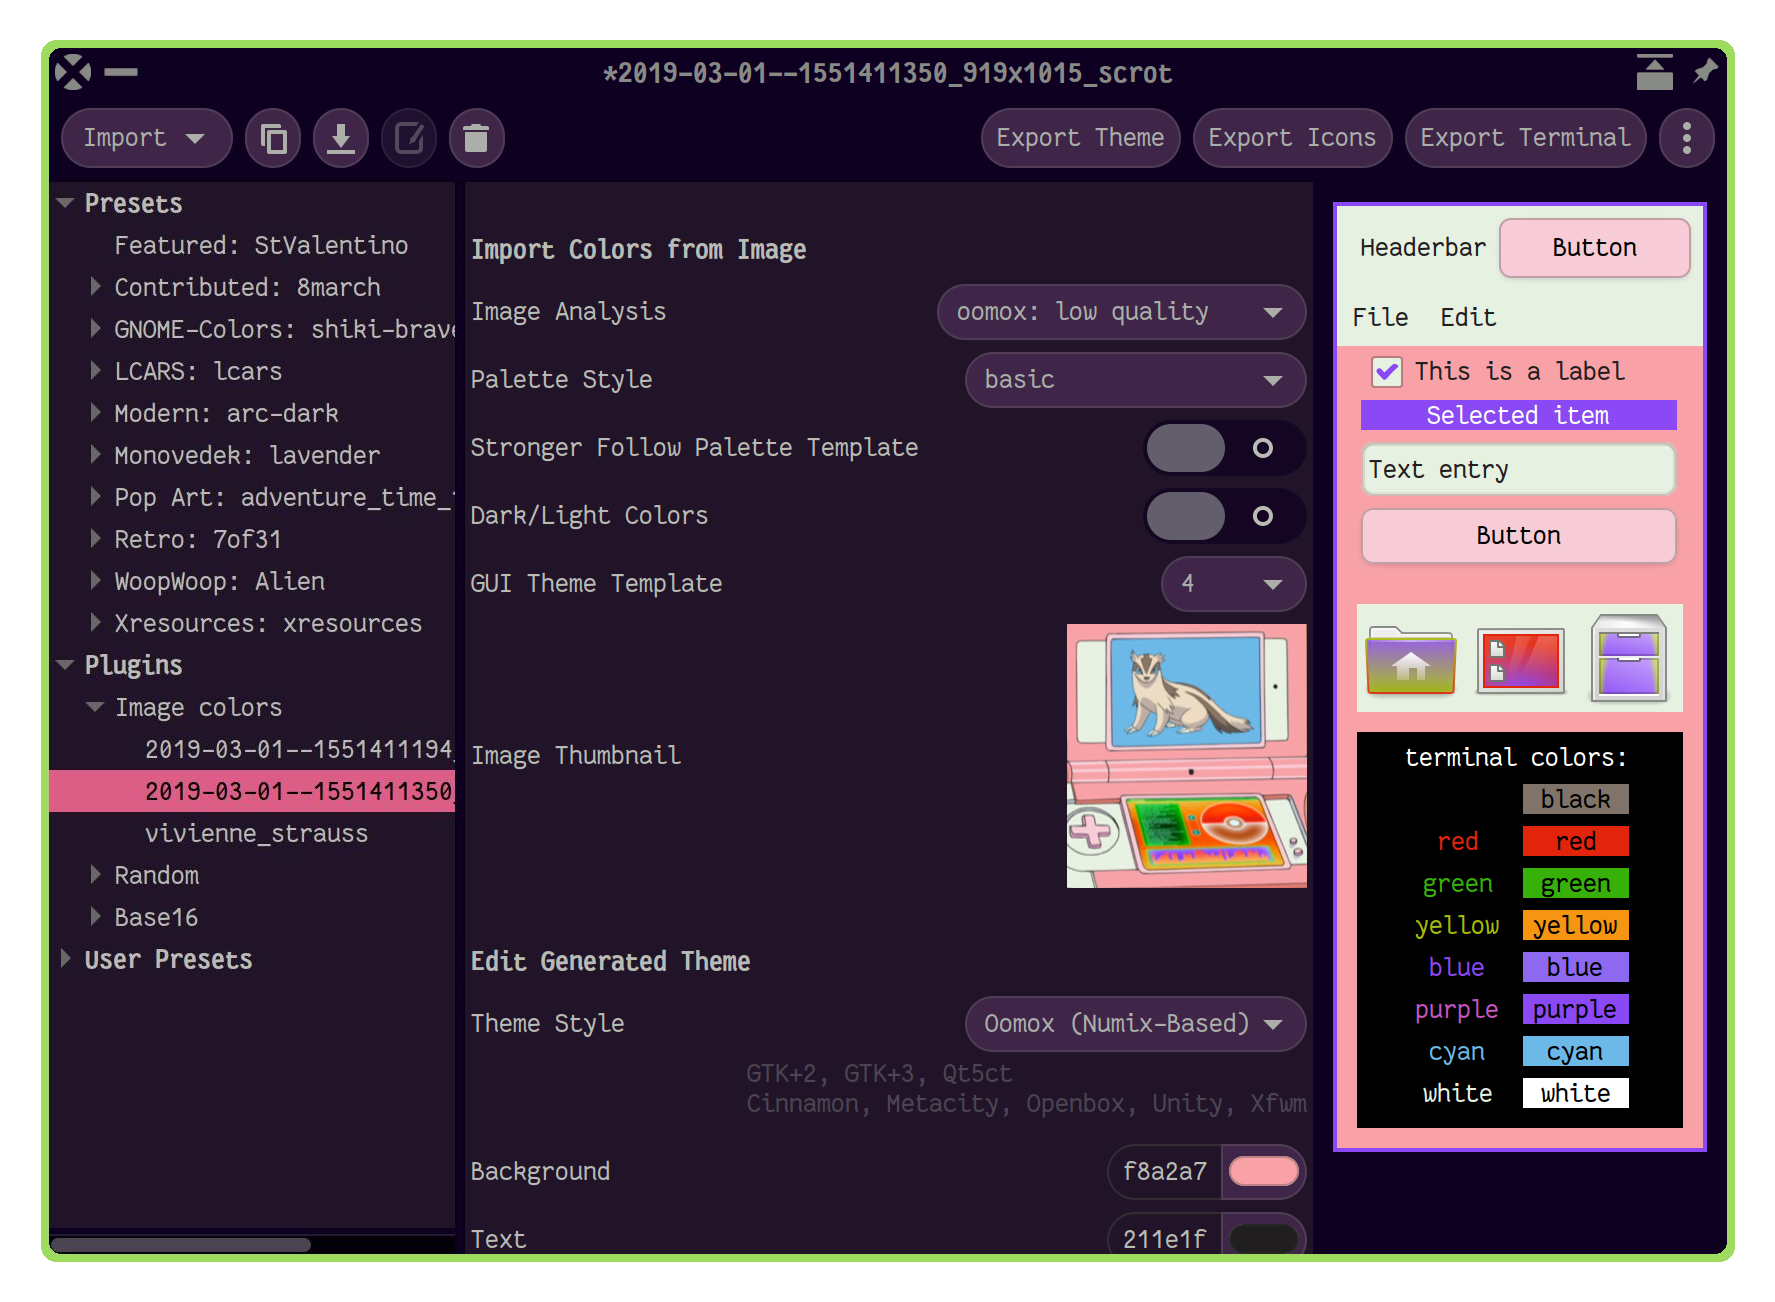 *2019-03-01--1551411350_919x1015_scrot
Import
Export Theme
Export Icons
Export Terminal
Presets
Featured: StValentino
Contributed: 8march
GNOME-Colors: shiki-brave
LCARS: lcars
Modern: arc-dark
Monovedek: lavender
Pop Art: adventure_time_
Retro: 7of31
WoopWoop: Alien
Xresources: xresources
Plugins
Image colors
2019-03-01--1551411194_
2019-03-01--1551411350_
vivienne_strauss
Random
Base16
User Presets
Import Colors from Image
Image Analysis
oomox: low quality
Palette Style
basic
Stronger Follow Palette Template
Dark/Light Colors
GUI Theme Template
4
Image Thumbnail
Edit Generated Theme
Theme Style
Oomox (Numix-Based)
GTK+2, GTK+3, Qt5ct
Cinnamon, Metacity, Openbox, Unity, Xfwm
Background
f8a2a7
Text
211e1f
Headerbar
Button
File Edit
This is a label
Selected item
Text entry
Button
terminal colors:
black
red red
green green
yellow yellow
blue blue
purple purple
cyan cyan
white white